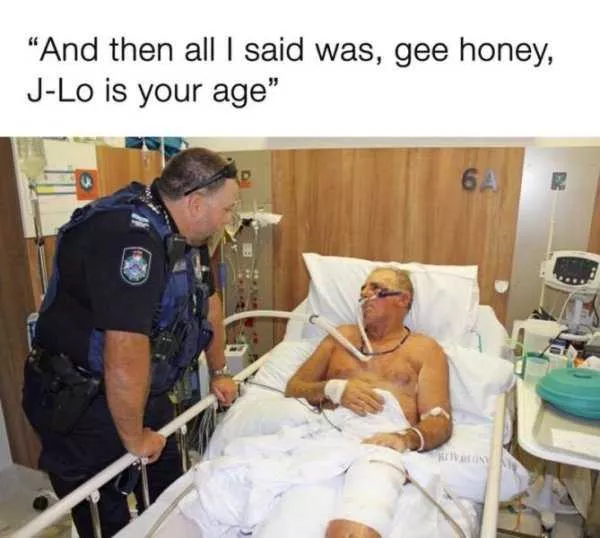 “And then all I said was, gee honey,
J-Lo is your age”
6A